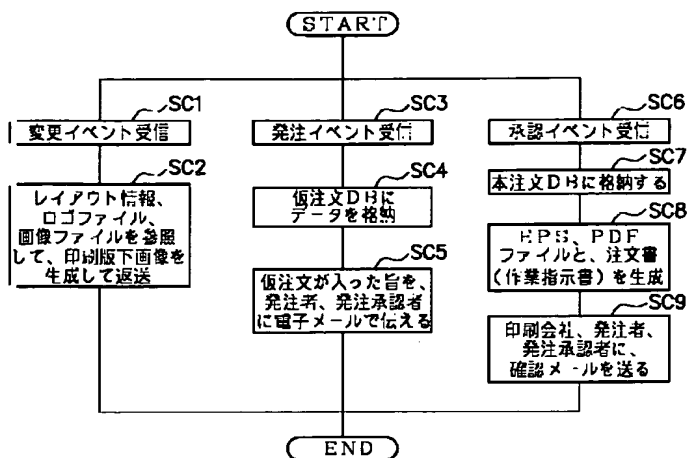 START
SC1
変更イベント受信
SC2
レイアウト情報、
ロゴファイル、
画像ファイルを参照
して、印刷版下画像を
生成して返送
SC3
発注イベント受信
SC4
仮注文DBに
データを格納
SC5
仮注文が入った旨を、
発注者、発注承認者
に電子メールで伝える
SC6
承認イベント受信
SC7
本注文DBに格納する
SC8
EPS、PDF
ファイルと、注文書
(作業指示書)を生成
SC9
印刷会社、発注者、
発注承認者に、
確認メールを送る
END